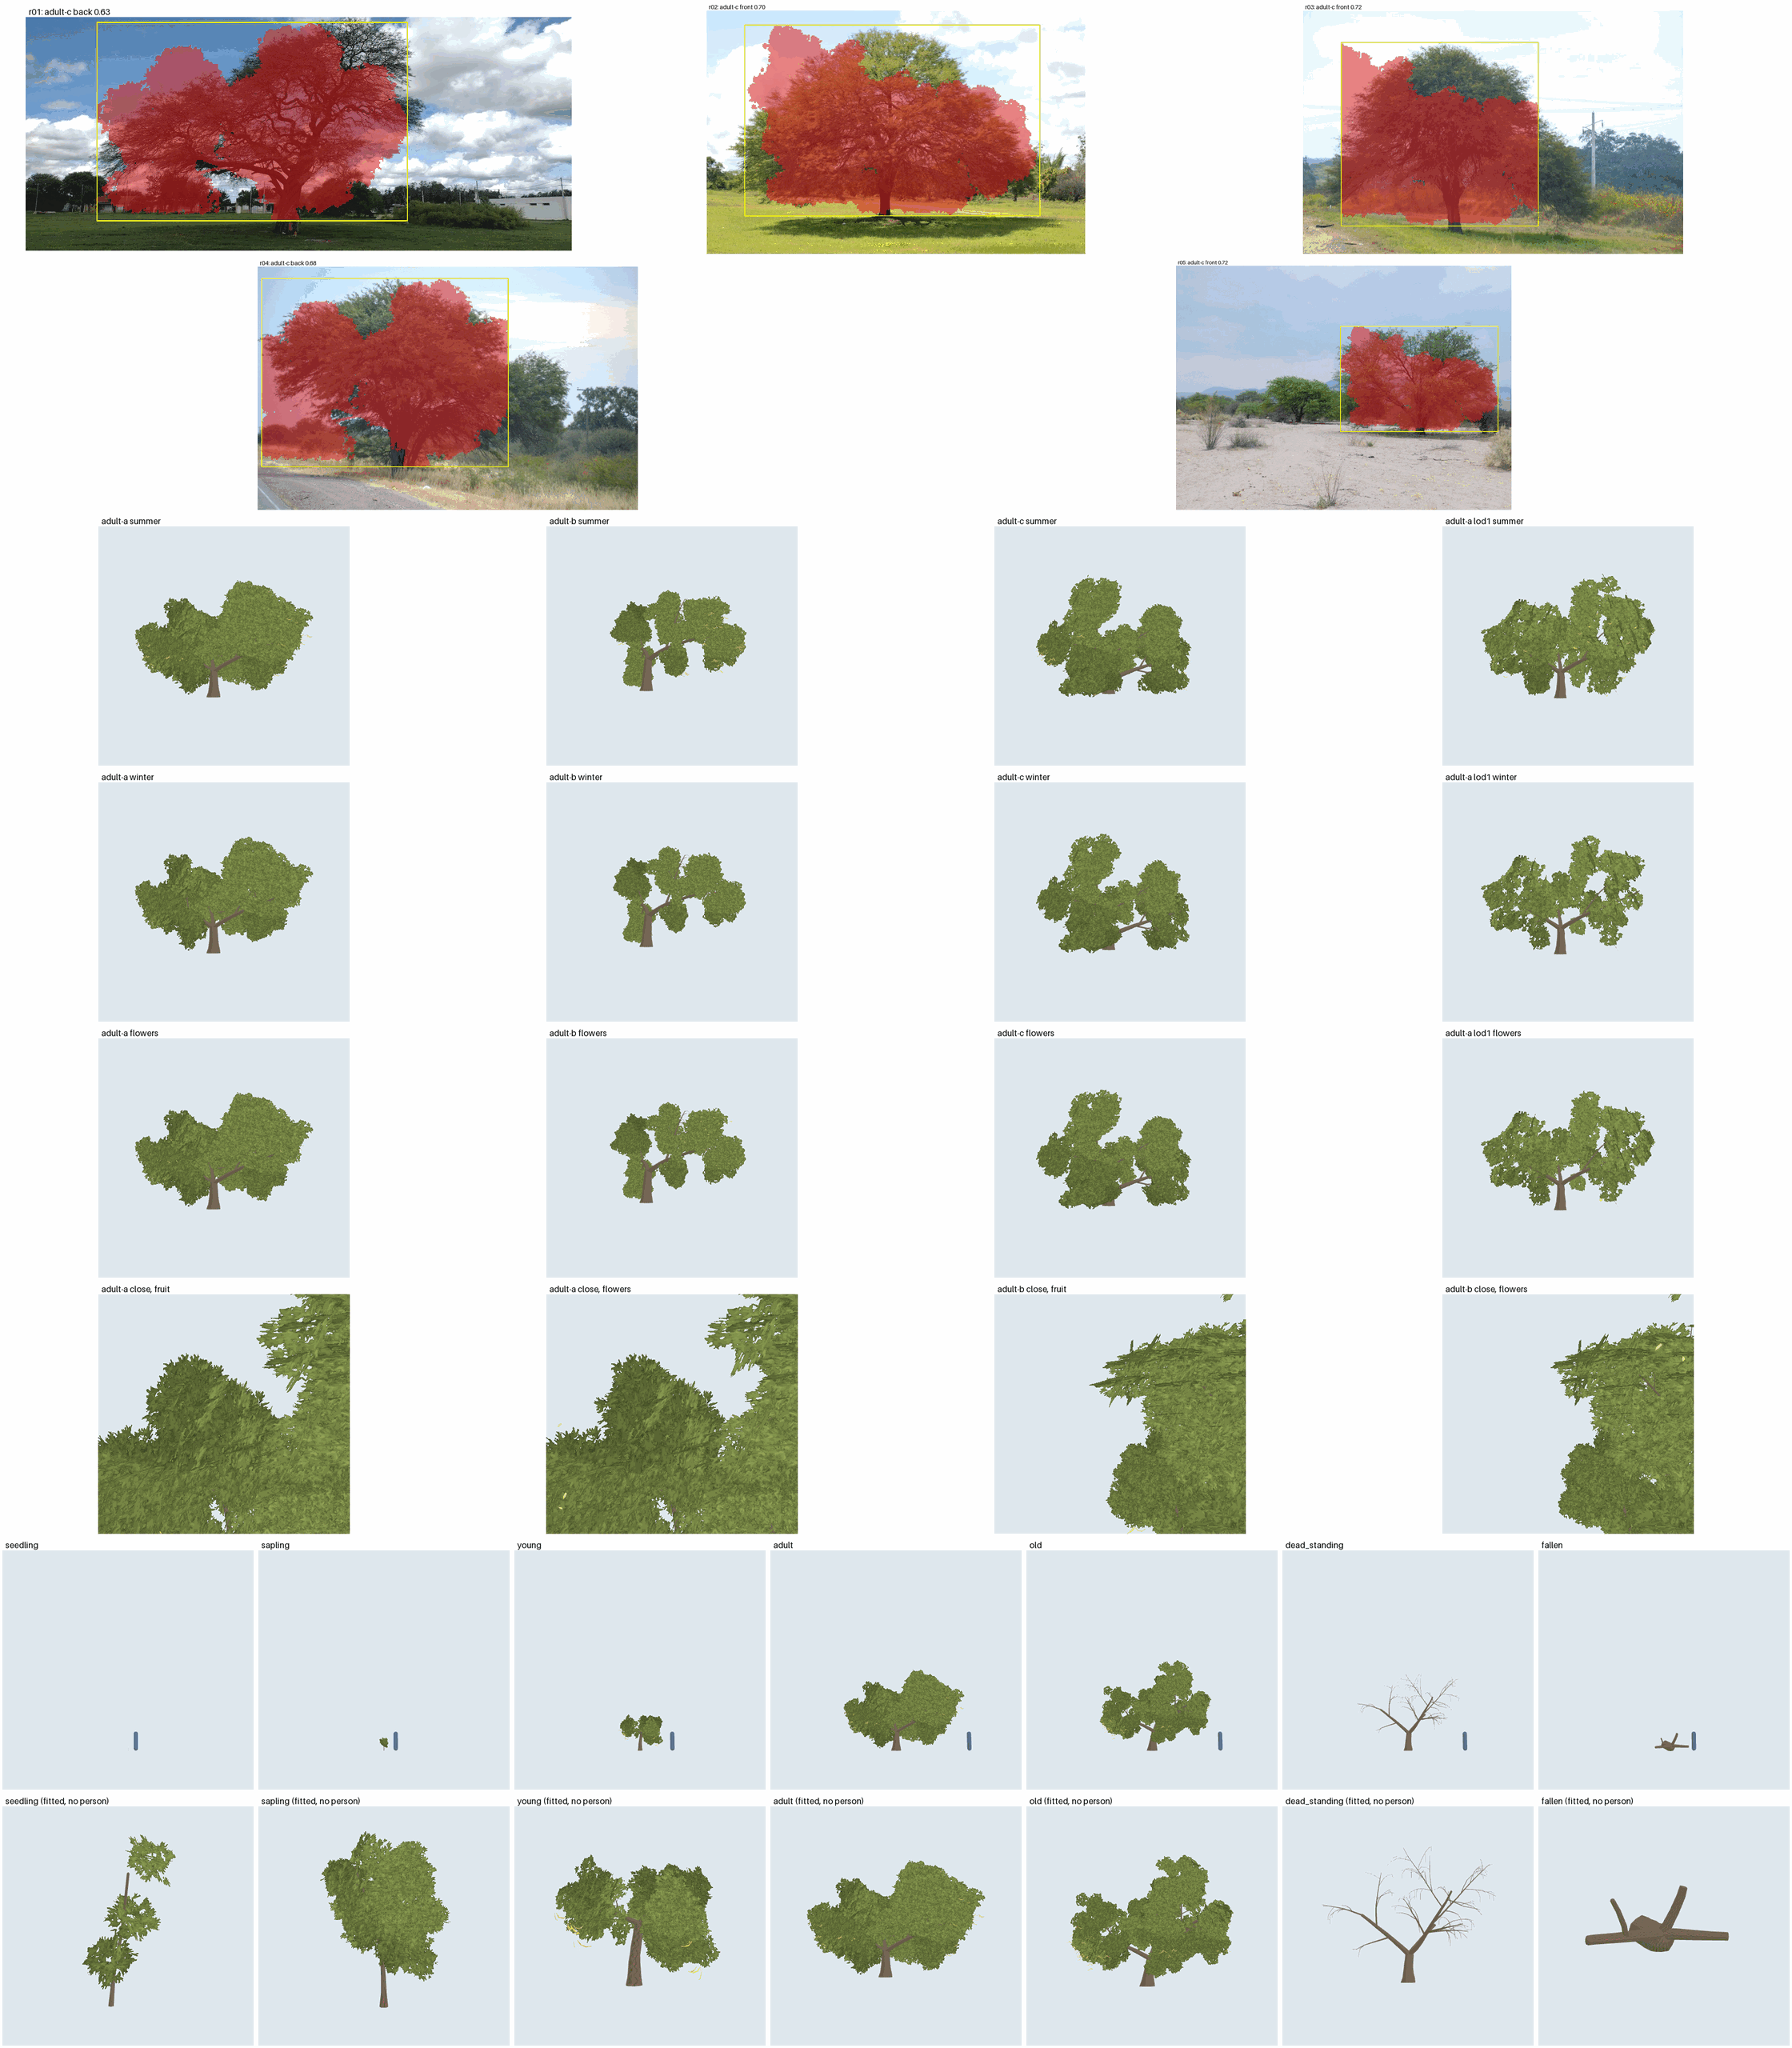 r01: adult-c back 0.63
r02: adult-c front 0.70
r03: adult-c front 0.72
r04: adult-c back 0.68
r05: adult-c front 0.72
adult-a summer
adult-b summer
adult-c summer
adult-a lod1 summer
adult-a winter
adult-b winter
adult-c winter
adult-a lod1 winter
adult-a flowers
adult-b flowers
adult-c flowers
adult-a lod1 flowers
adult-a close, fruit
adult-a close, flowers
adult-b close, fruit
adult-b close, flowers
seedling
sapling
young
adult
old
dead_standing
fallen
seedling (fitted, no person)
sapling (fitted, no person)
young (fitted, no person)
adult (fitted, no person)
old (fitted, no person)
dead_standing (fitted, no person)
fallen (fitted, no person)